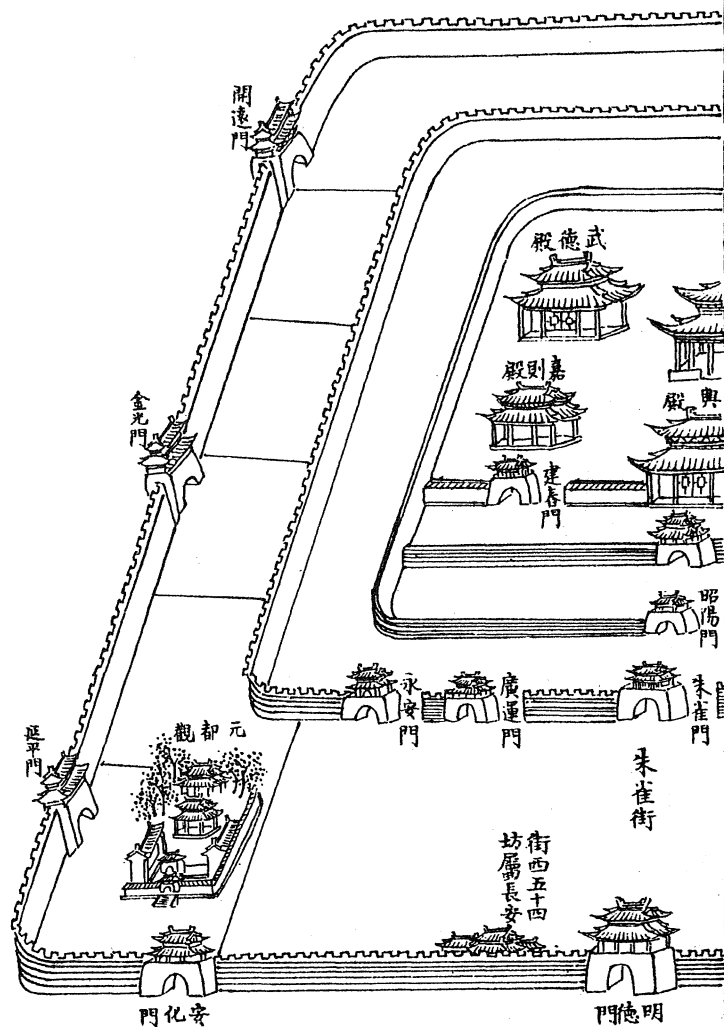 開遠門
武德殿
嘉則殿
興殿
金光門
建春門
昭陽門
朱雀門
廣運門
永安門
元都觀
延平門
朱雀街
街西五十四
坊屬長安
明德門
安化門